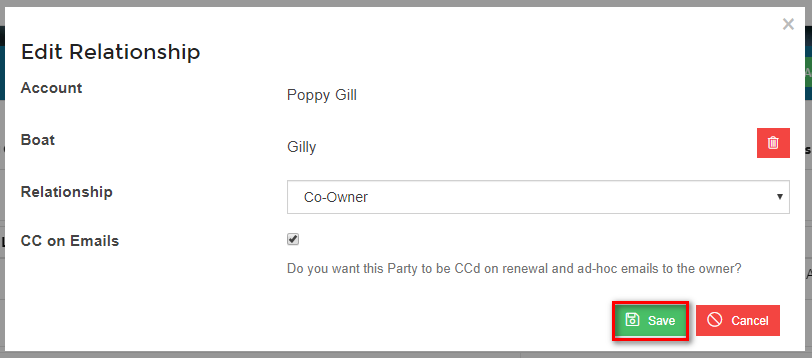 ×
Edit Relationship
Account
Poppy Gill
Boat
Gilly
Relationship
Co-Owner
CC on Emails
Do you want this Party to be CCd on renewal and ad-hoc emails to the owner?
Save
Cancel